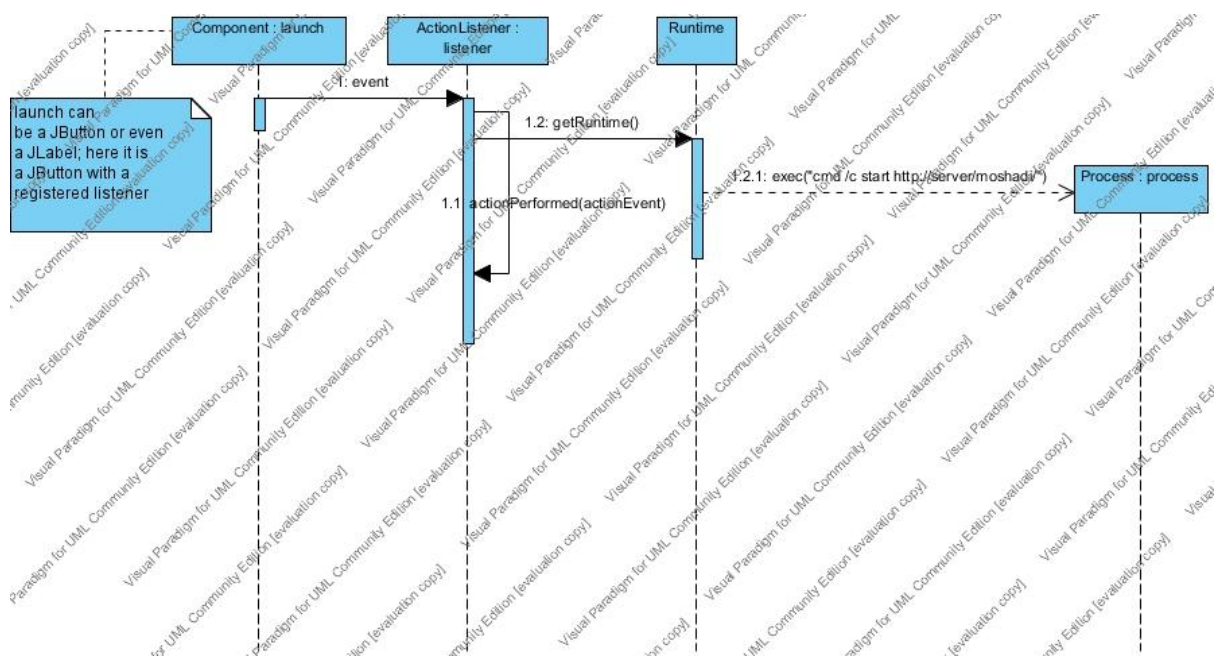 Component : launch
ActionListener :
listener
Runtime
1: event
launch can
be a JButton or even
a JLabel; here it is
a JButton with a
registered listener
1.2: getRuntime()
1.2.1: exec("cmd /c start http://server/moshadi/")
Process : process
1.1: actionPerformed(actionEvent)
Visual Paradigm for UML Community Edition [evaluation copy]